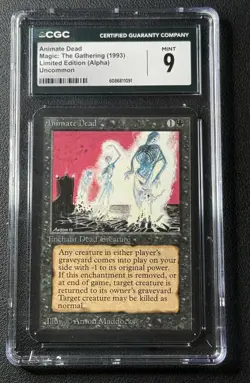 CGC
CERTIFIED GUARANTY COMPANY
Animate Dead
Magic: The Gathering (1993)
Limited Edition (Alpha)
Uncommon
MINT
9
Animate Dead
1
Enchant Dead Creature
Any creature in either player's
graveyard comes into play on your
side with -1 to its original power.
If this enchantment is removed, or
at end of game, target creature
is returned to its owner's graveyard.
Target creature may be killed as
normal.
Illus. Anson Maddocks